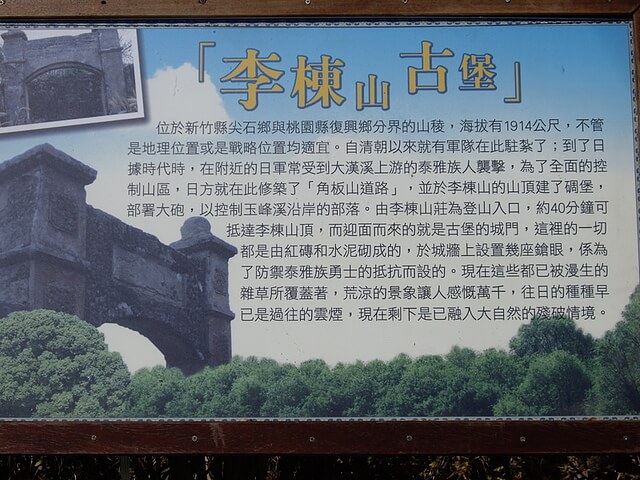 「李棟山古堡」
位於新竹縣尖石鄉與桃園縣復興鄉分界的山稜，海拔有1914公尺，不管
是地理位置或是戰略位置均適宜。自清朝以來就有軍隊在此駐紮了；到了日
據時代時，在附近的日軍常受到大漢溪上游的泰雅族人襲擊，為了全面的控
制山區，日方就在此修築了「角板山道路」，並於李棟山的山頂建了碉堡，
部署大砲，以控制玉峰溪沿岸的部落。由李棟山莊為登山入口，約40分鐘可
抵達李棟山頂，而迎面而來的就是古堡的城門，這裡的一切
都是由紅磚和水泥砌成的，於城牆上設置幾座鎗眼，係為
了防禦泰雅族勇士的抵抗而設的。現在這些都已被漫生的
雜草所覆蓋著，荒涼的景象讓人感慨萬千，往日的種種早
已是過往的雲煙，現在剩下是已融入大自然的殘破情境。